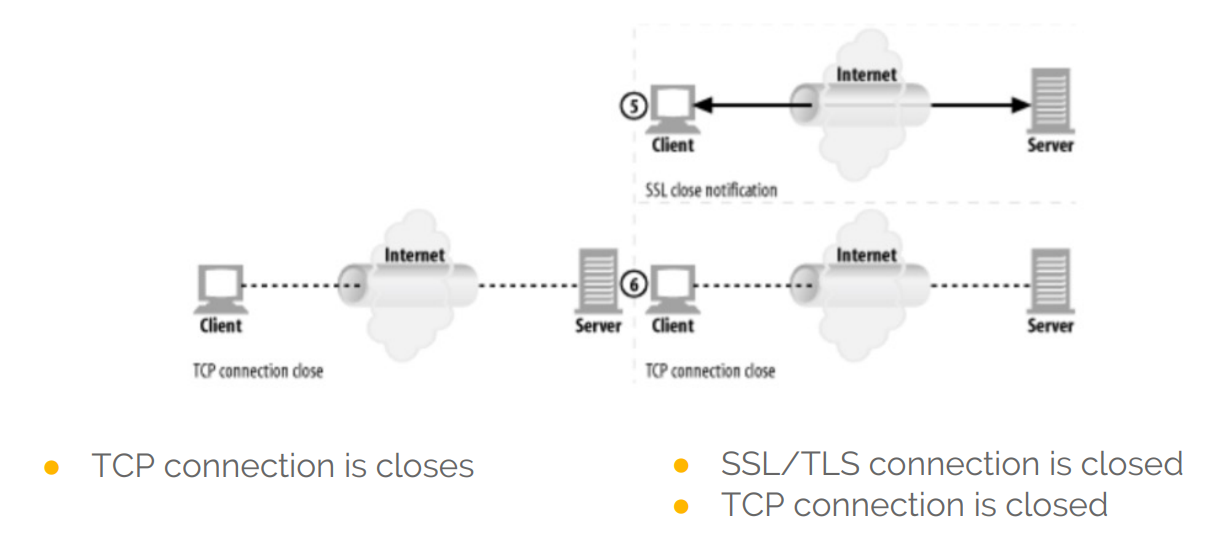 Internet
5
Client
Server
SSL close notification
Internet
Client
Server
TCP connection close
Internet
6
Client
Server
TCP connection close
● TCP connection is closes
● SSL/TLS connection is closed
● TCP connection is closed